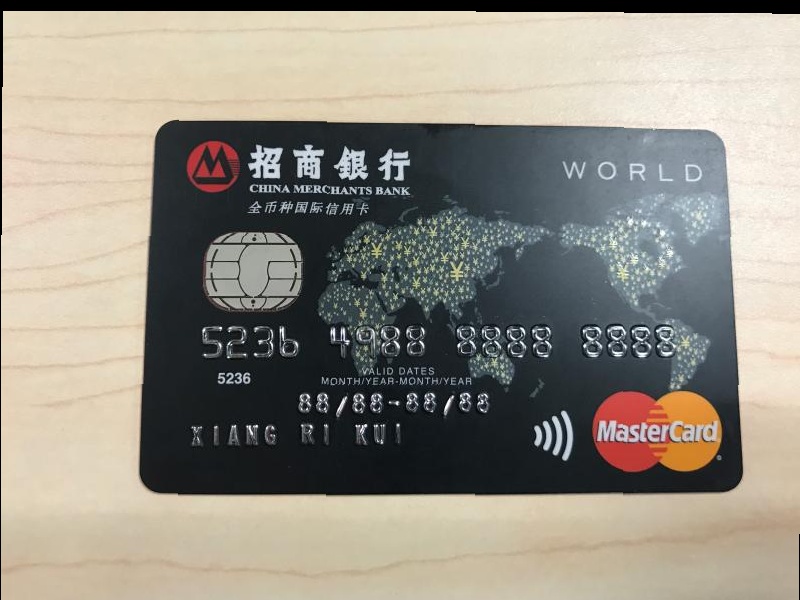 招商銀行
CHINA MERCHANTS BANK
全币种国际信用卡
WORLD
5236 4988 8888 8888
5236
VALID DATES
MONTH/YEAR-MONTH/YEAR
88/88-88/88
XIANG RI KUI
MasterCard